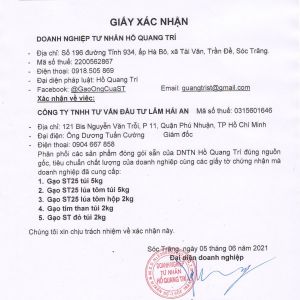 GIẤY XÁC NHẬN
DOANH NGHIỆP TƯ NHÂN HỒ QUANG TRÍ
- Địa chỉ: Số 196 đường Tỉnh 934, ấp Hà Bô, xã Tài Văn, Trần Đề, Sóc Trăng.
- Mã số thuế: 2200562867
- Điện thoại: 0918.505 869
- Đại diện pháp luật: Hồ Quang Trí
- Facebook: @GaoOngCuaST Email: quangtrist@gmail.com
Xác nhận về việc:
CÔNG TY TNHH TƯ VẤN ĐẦU TƯ LÂM HẢI AN - Mã số thuế: 0315601646
- Địa chỉ: 121 Bis Nguyễn Văn Trỗi, P 11, Quận Phú Nhuận, TP Hồ Chí Minh
- Đại diện: Ông Dương Tuấn Cường Giám đốc
- Điện thoại: 0904 667 858
Phân phối các sản phẩm đóng gói sẵn của DNTN Hồ Quang Trí đúng nguồn
gốc, tiêu chuẩn chất lượng của doanh nghiệp cùng các giấy tờ chứng nhận mà
doanh nghiệp đã cung cấp:
1. Gạo ST25 túi 5kg
2. Gạo ST25 lúa tôm túi 5kg
3. Gạo ST25 lúa tôm hộp 2kg
4. Gạo tím than túi 2kg
5. Gạo ST đỏ túi 2kg
Chúng tôi xin chịu trách nhiệm về xác nhận này.
Sóc Trăng, ngày 05 tháng 06 năm 2021
Đại diện doanh nghiệp
DOANH NGHIỆP
TƯ NHÂN
HỒ QUANG TRÍ